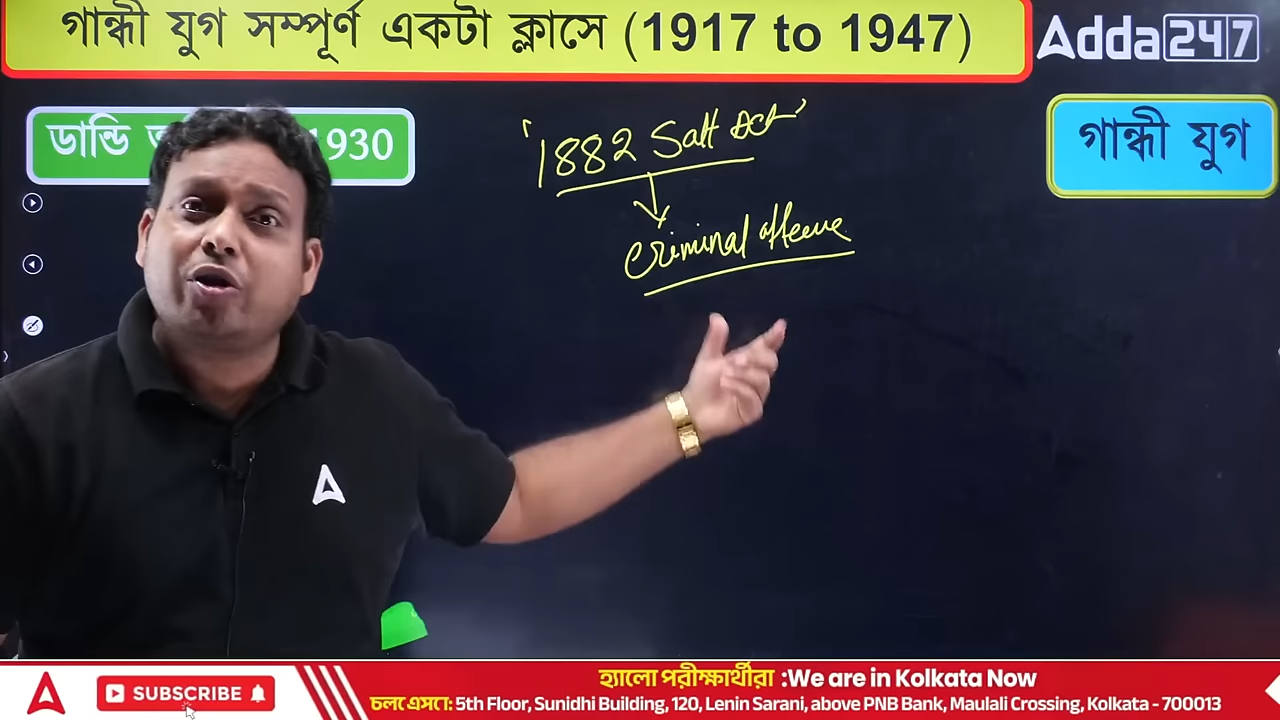 গান্ধী যুগ সম্পূর্ণ একটা ক্লাসে (1917 to 1947)
Adda247
ডান্ডি 1930
'1882 Salt Act'
criminal offence
গান্ধী যুগ
SUBSCRIBE
হ্যালো পরীক্ষার্থীরা :We are in Kolkata Now
চলে এসো: 5th Floor, Sunidhi Building, 120, Lenin Sarani, above PNB Bank, Maulali Crossing, Kolkata - 700013